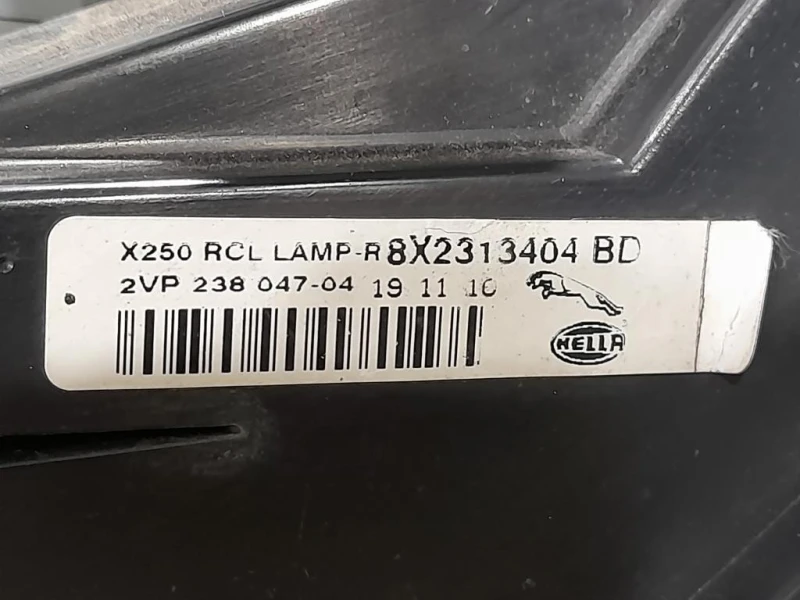 X250 RCL LAMP-R 8X2313404 BD
2VP 238 047-04 19 11 10
HELLA